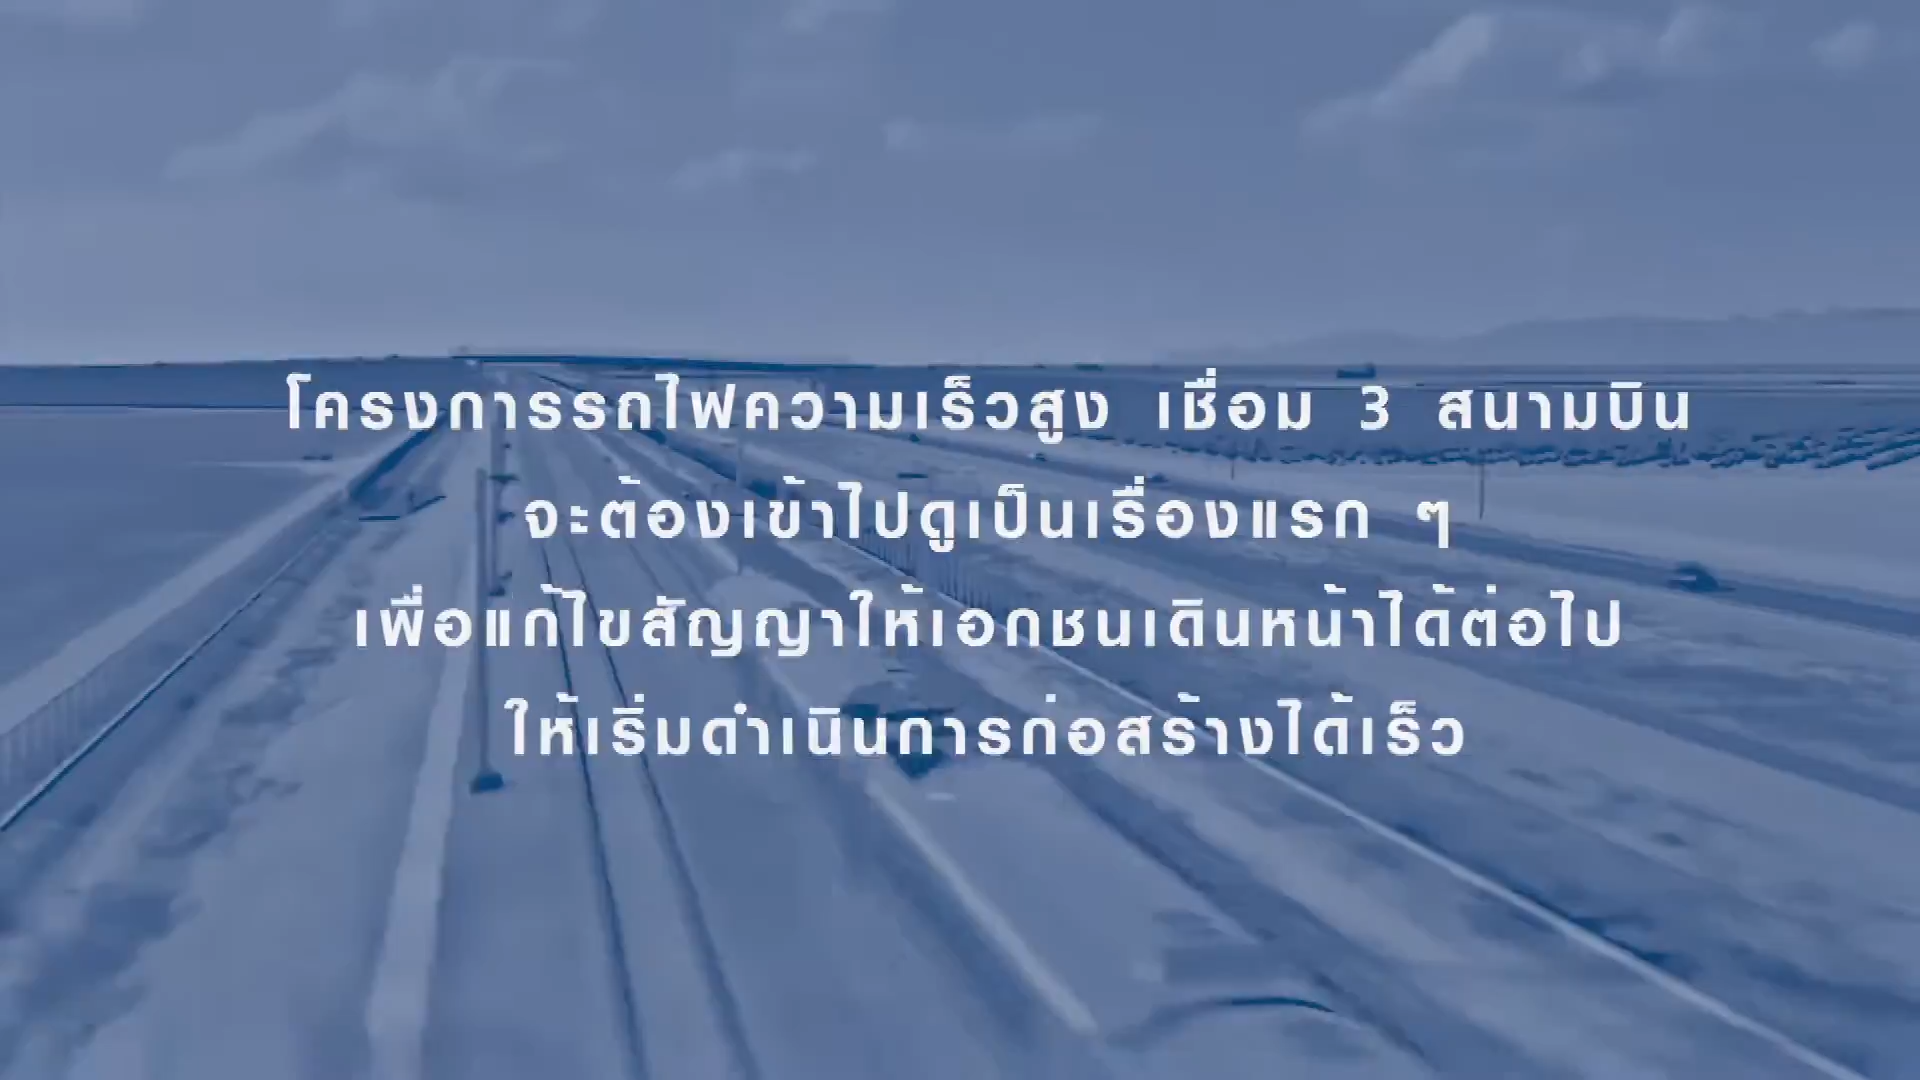 โครงการรถไฟความเร็วสูง เชื่อม 3 สนามบิน
จะต้องเข้าไปดูเป็นเรื่องแรก ๆ
เพื่อแก้ไขสัญญาให้เอกชนเดินหน้าได้ต่อไป
ให้เริ่มดำเนินการก่อสร้างได้เร็ว